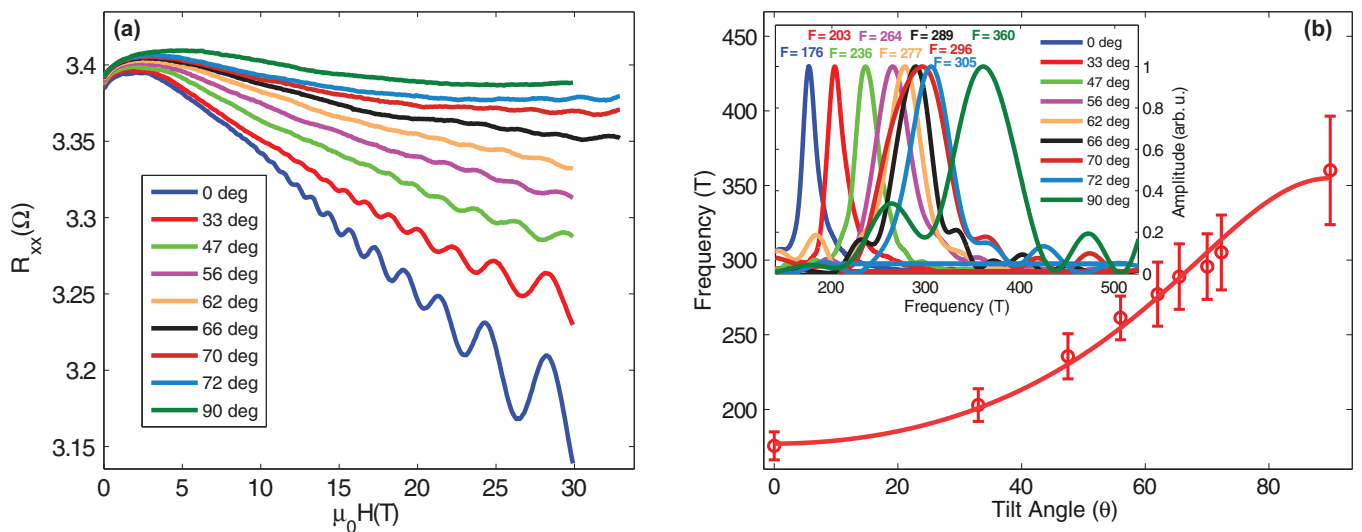 (a)
3.4
3.35
3.3
3.25
3.2
3.15
R_xx(Ω)
0 deg
33 deg
47 deg
56 deg
62 deg
66 deg
70 deg
72 deg
90 deg
0 5 10 15 20 25 30
μ₀H(T)
(b)
450
400
350
300
250
200
Frequency (T)
F = 203 F = 264 F = 289 F = 360
F = 176 F = 236 F = 277 F = 296
F = 305
0 deg
33 deg
47 deg
56 deg
62 deg
66 deg
70 deg
72 deg
90 deg
1
0.8
0.6
0.4
0.2
0
Amplitude (arb. u.)
200 300 400 500
Frequency (T)
0 20 40 60 80
Tilt Angle (θ)